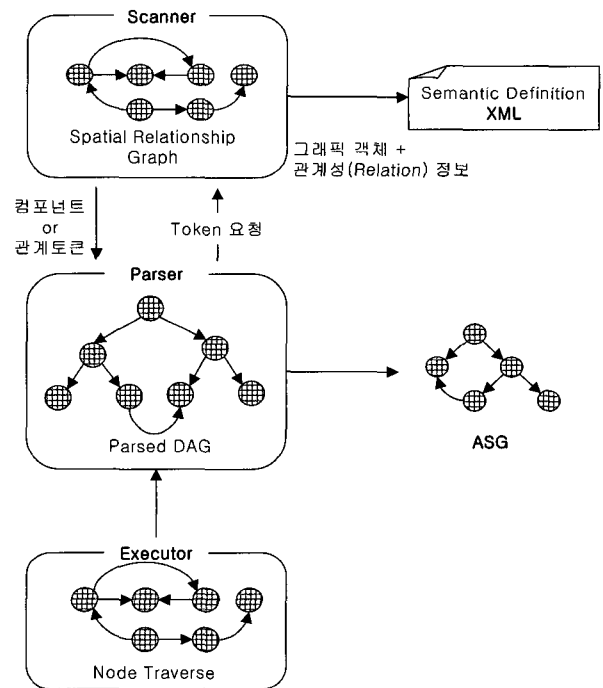 Scanner
Spatial Relationship
Graph
Semantic Definition
XML
그래픽 객체 +
관계성(Relation) 정보
컴포넌트
or
관계토큰
Token 요청
Parser
Parsed DAG
ASG
Executor
Node Traverse